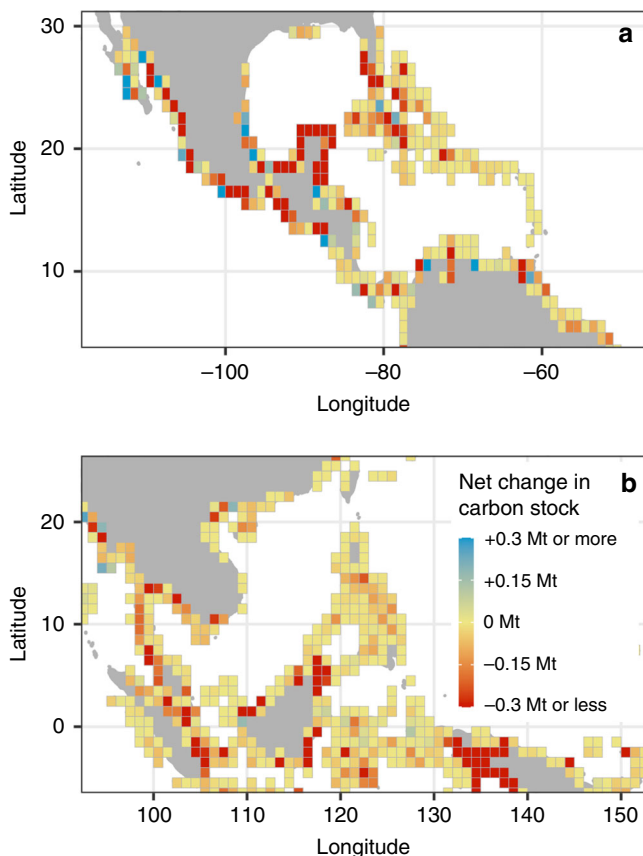 a
30
20
10
Latitude
–100
–80
–60
Longitude
b
20
10
0
Latitude
Net change in
carbon stock
+0.3 Mt or more
+0.15 Mt
0 Mt
–0.15 Mt
–0.3 Mt or less
100
110
120
130
140
150
Longitude